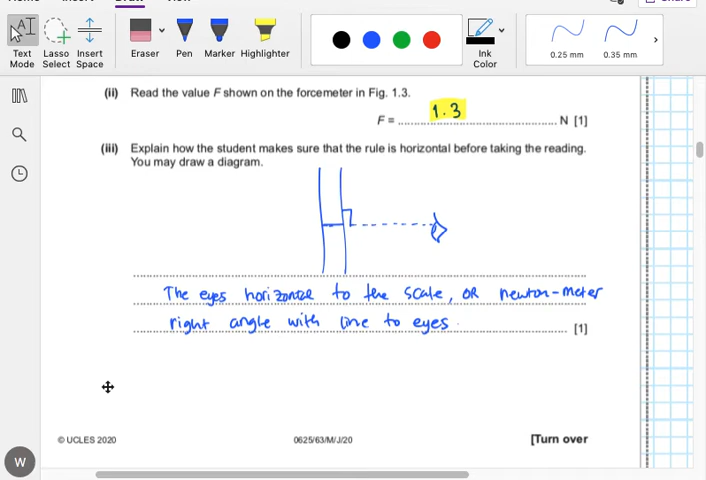 Text Mode
Lasso Select
Insert Space
Eraser
Pen
Marker
Highlighter
Ink Color
0.25 mm
0.35 mm
(ii) Read the value F shown on the forcemeter in Fig. 1.3.
F = 1.3 N [1]
(iii) Explain how the student makes sure that the rule is horizontal before taking the reading.
You may draw a diagram.
The eyes horizontal to the scale, OR newton-meter
right angle with line to eyes. [1]
© UCLES 2020
0625/63/M/J/20
[Turn over
W